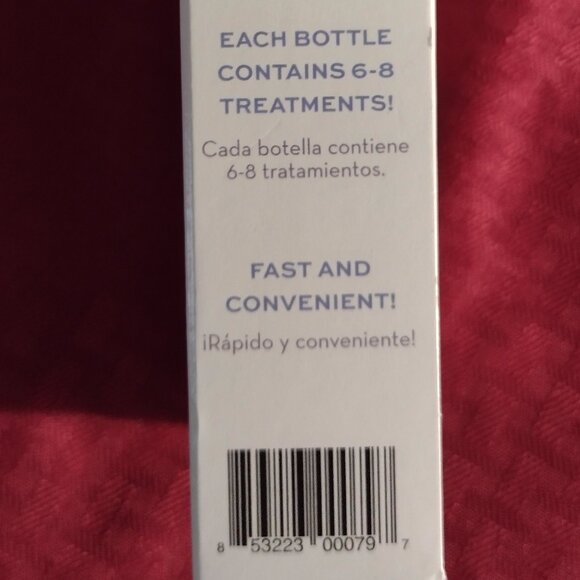 EACH BOTTLE
CONTAINS 6-8
TREATMENTS!
Cada botella contiene
6-8 tratamientos.
FAST AND
CONVENIENT!
¡Rápido y conveniente!
8 53223 00079 7